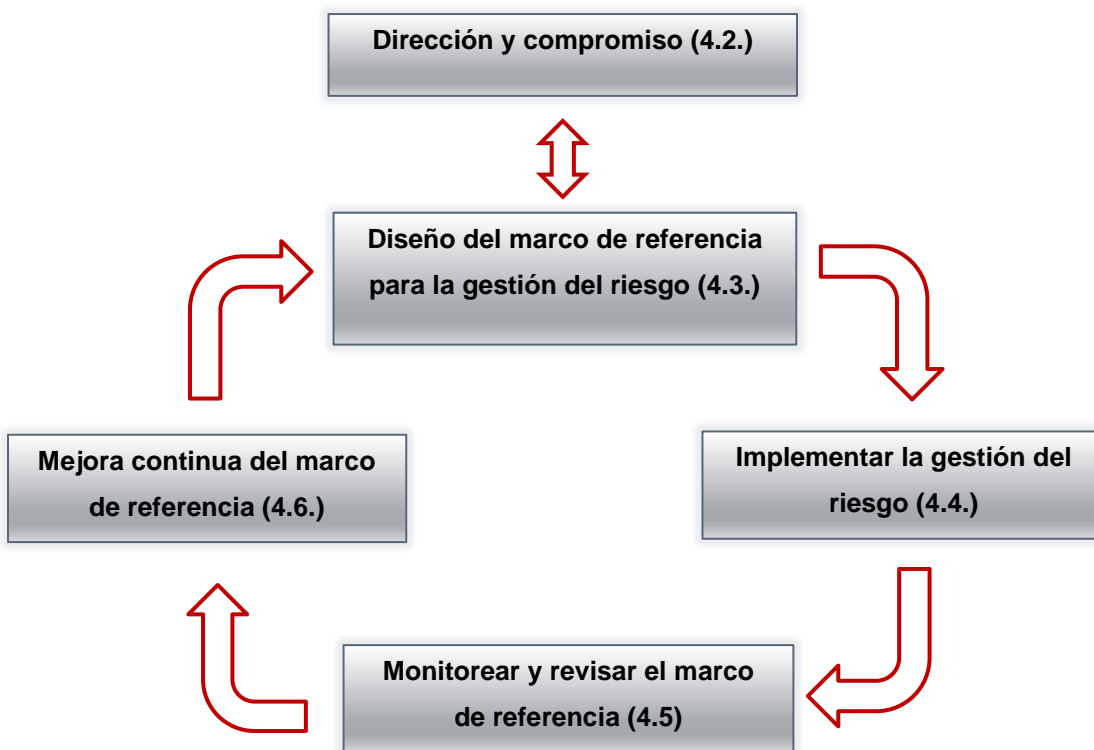 Dirección y compromiso (4.2.)
Diseño del marco de referencia
para la gestión del riesgo (4.3.)
Mejora continua del marco
de referencia (4.6.)
Implementar la gestión del
riesgo (4.4.)
Monitorear y revisar el marco
de referencia (4.5)